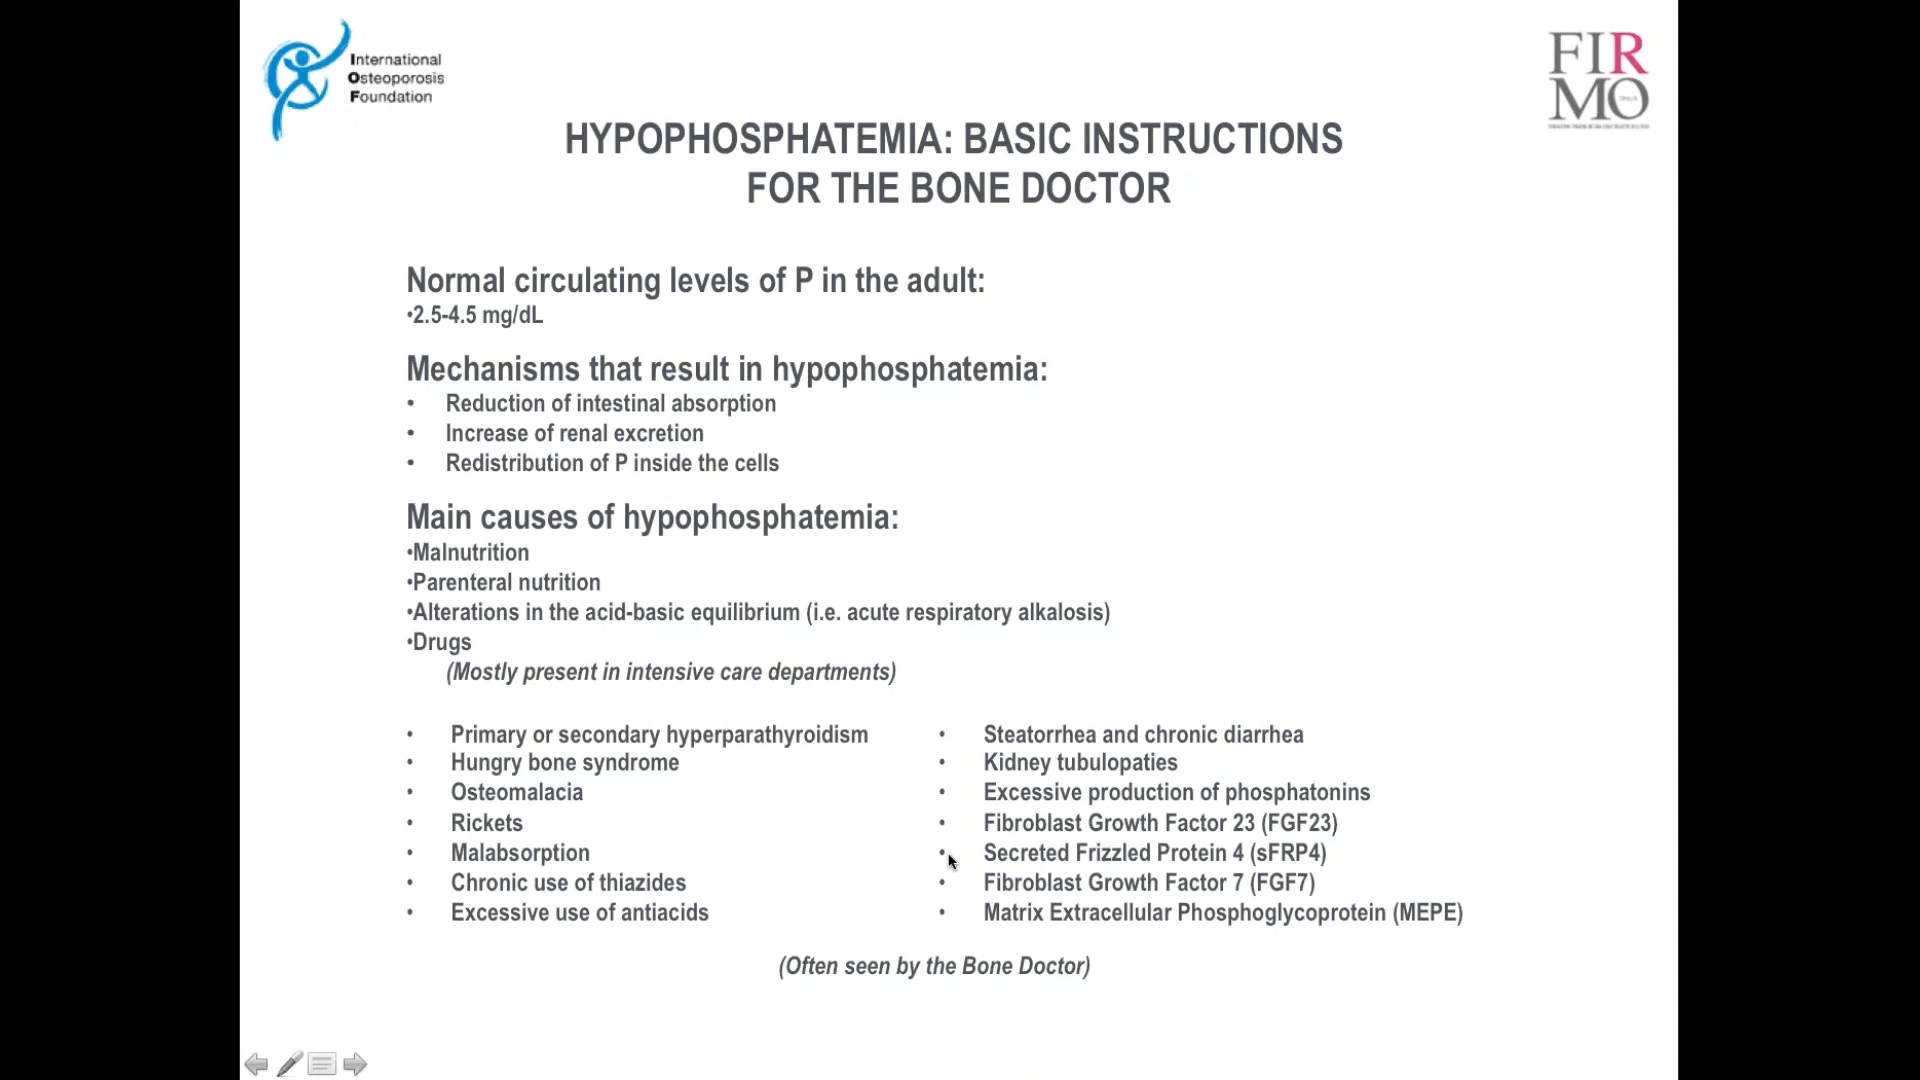 International
Osteoporosis
Foundation
FIR
MO
HYPOPHOSPHATEMIA: BASIC INSTRUCTIONS
FOR THE BONE DOCTOR
Normal circulating levels of P in the adult:
•2.5-4.5 mg/dL
Mechanisms that result in hypophosphatemia:
• Reduction of intestinal absorption
• Increase of renal excretion
• Redistribution of P inside the cells
Main causes of hypophosphatemia:
•Malnutrition
•Parenteral nutrition
•Alterations in the acid-basic equilibrium (i.e. acute respiratory alkalosis)
•Drugs
(Mostly present in intensive care departments)
• Primary or secondary hyperparathyroidism
• Hungry bone syndrome
• Osteomalacia
• Rickets
• Malabsorption
• Chronic use of thiazides
• Excessive use of antiacids
• Steatorrhea and chronic diarrhea
• Kidney tubulopaties
• Excessive production of phosphatonins
• Fibroblast Growth Factor 23 (FGF23)
• Secreted Frizzled Protein 4 (sFRP4)
• Fibroblast Growth Factor 7 (FGF7)
• Matrix Extracellular Phosphoglycoprotein (MEPE)
(Often seen by the Bone Doctor)